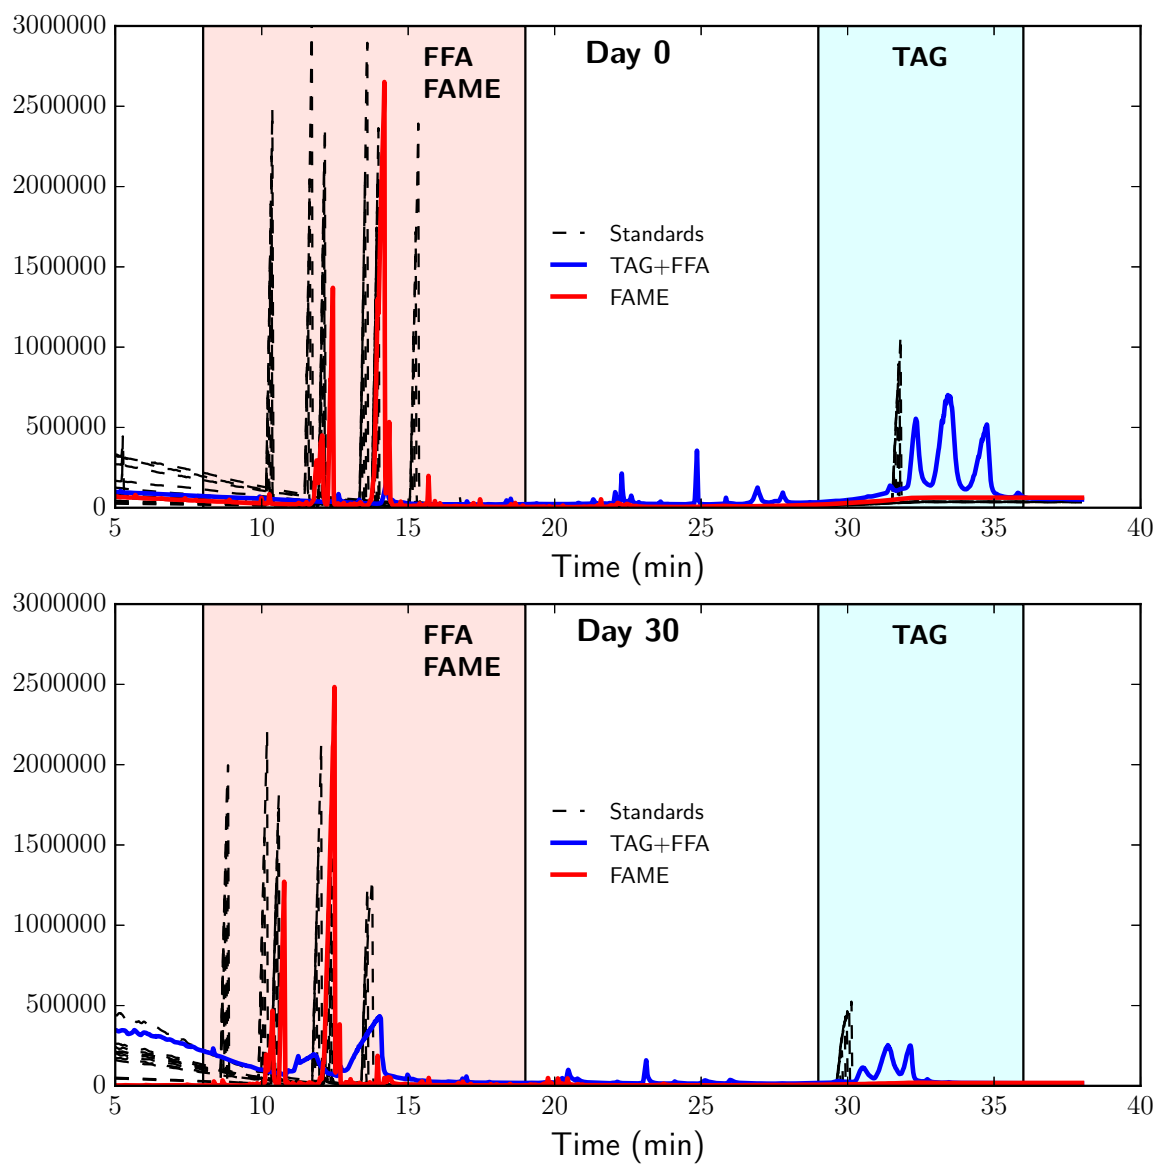 3000000
2500000
2000000
1500000
1000000
500000
0
FFA
FAME
Day 0
TAG
Standards
TAG+FFA
FAME
5 10 15 20 25 30 35 40
Time (min)
3000000
2500000
2000000
1500000
1000000
500000
0
FFA
FAME
Day 30
TAG
Standards
TAG+FFA
FAME
5 10 15 20 25 30 35 40
Time (min)